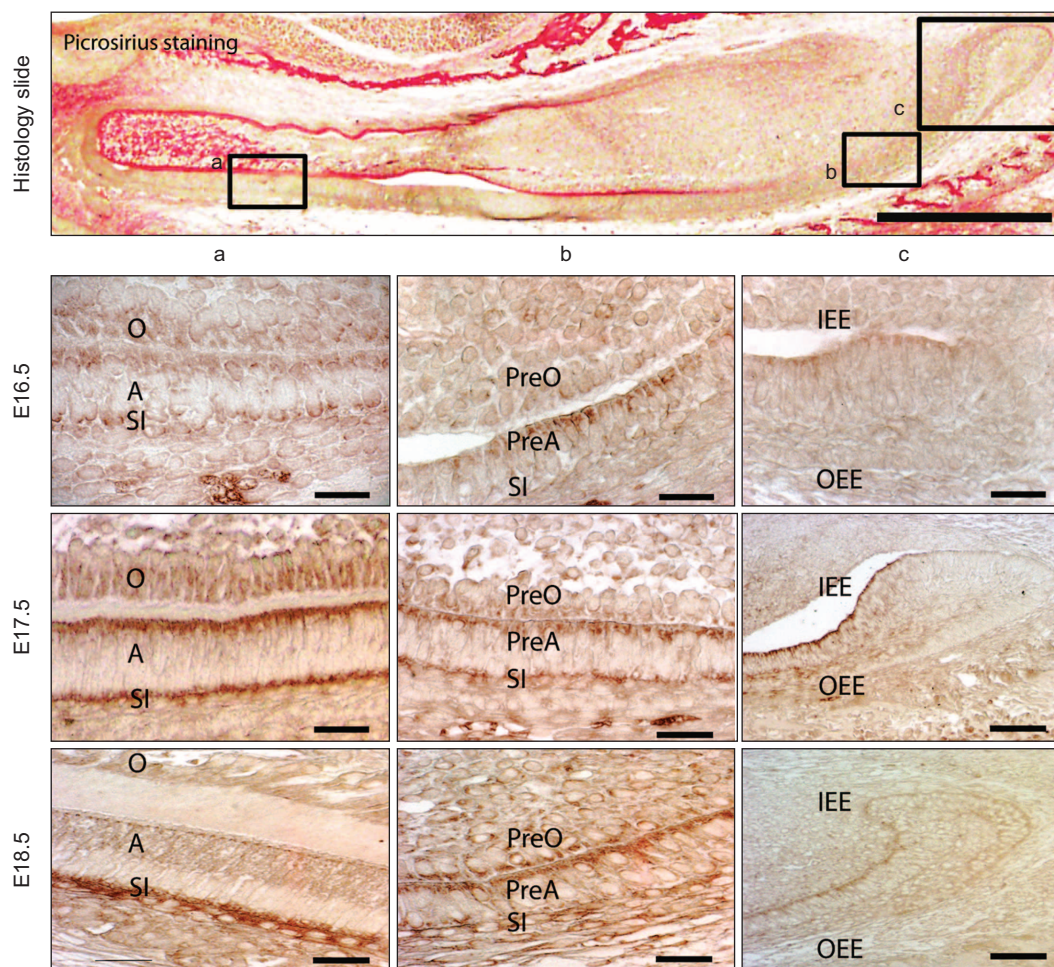 Histology slide
Picrosirius staining
a
b
c
a
b
c
E16.5
O
A
SI
PreO
PreA
SI
IEE
OEE
E17.5
O
A
SI
PreO
PreA
SI
IEE
OEE
E18.5
O
A
SI
PreO
PreA
SI
IEE
OEE